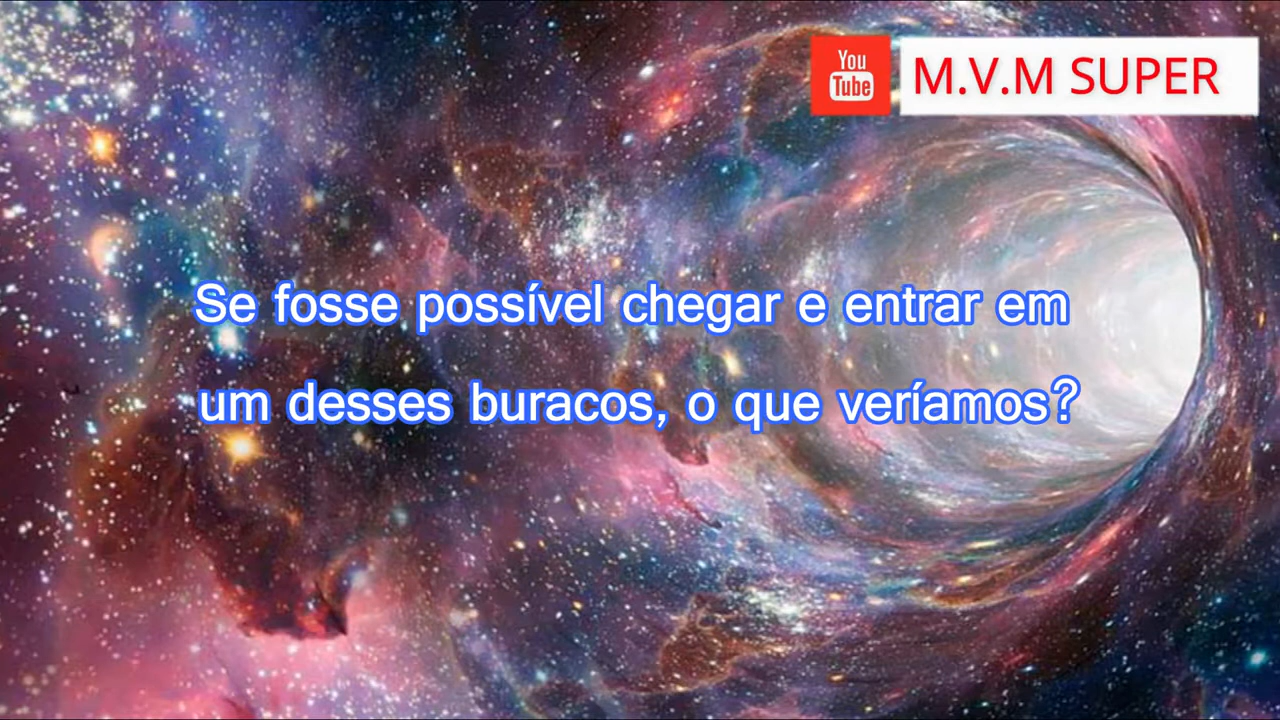 You
Tube
M.V.M SUPER
Se fosse possível chegar e entrar em
um desses buracos, o que veríamos?